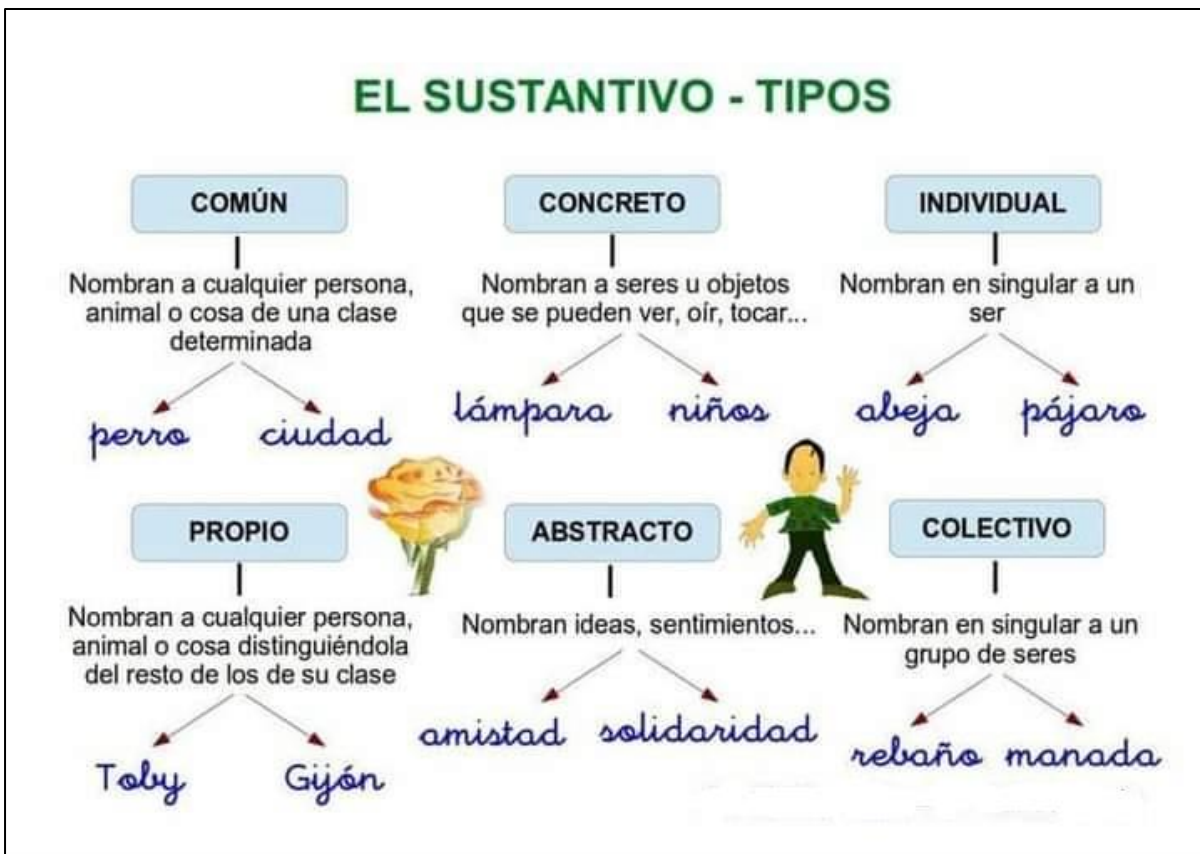 EL SUSTANTIVO - TIPOS
COMÚN
Nombran a cualquier persona,
animal o cosa de una clase
determinada
perro ciudad
CONCRETO
Nombran a seres u objetos
que se pueden ver, oír, tocar...
lámpara niños
INDIVIDUAL
Nombran en singular a un
ser
abeja pájaro
PROPIO
Nombran a cualquier persona,
animal o cosa distinguiéndola
del resto de los de su clase
Toby Gijón
ABSTRACTO
Nombran ideas, sentimientos...
amistad solidaridad
COLECTIVO
Nombran en singular a un
grupo de seres
rebaño manada